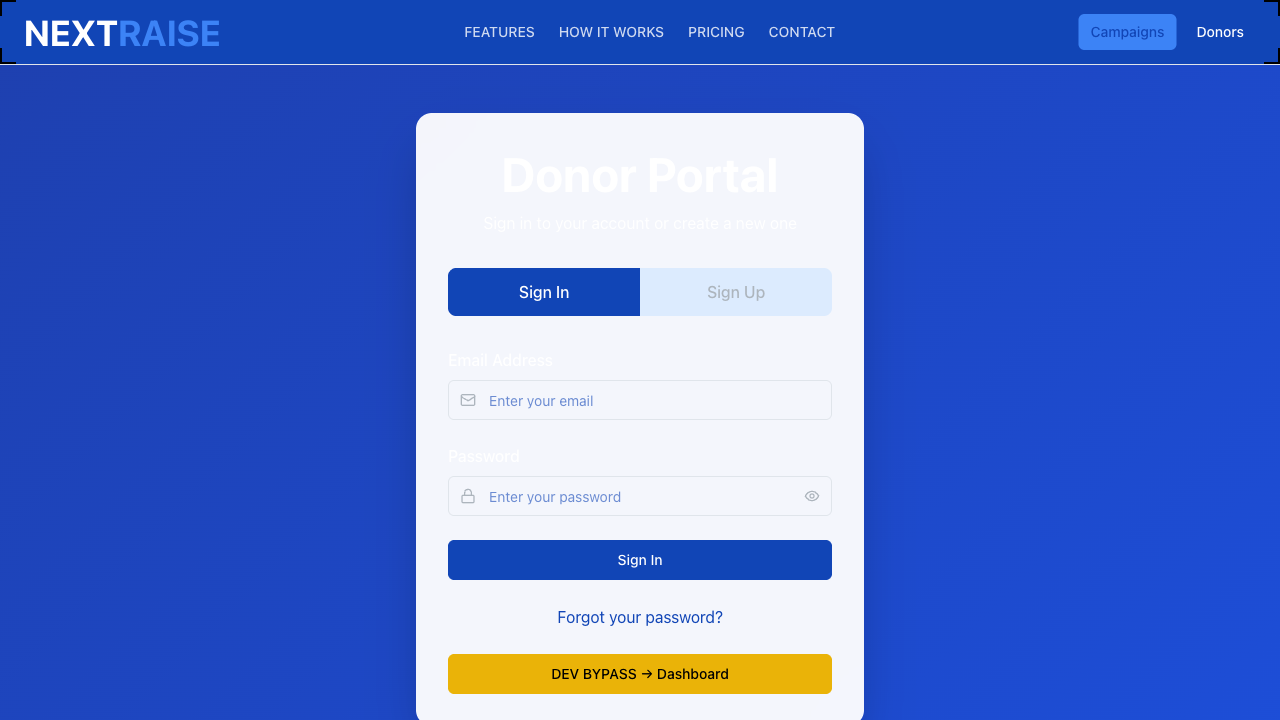 NEXTRAISE
FEATURES HOW IT WORKS PRICING CONTACT
Campaigns Donors
Donor Portal
Sign in to your account or create a new one
Sign In Sign Up
Email Address
Enter your email
Password
Enter your password
Sign In
Forgot your password?
DEV BYPASS → Dashboard